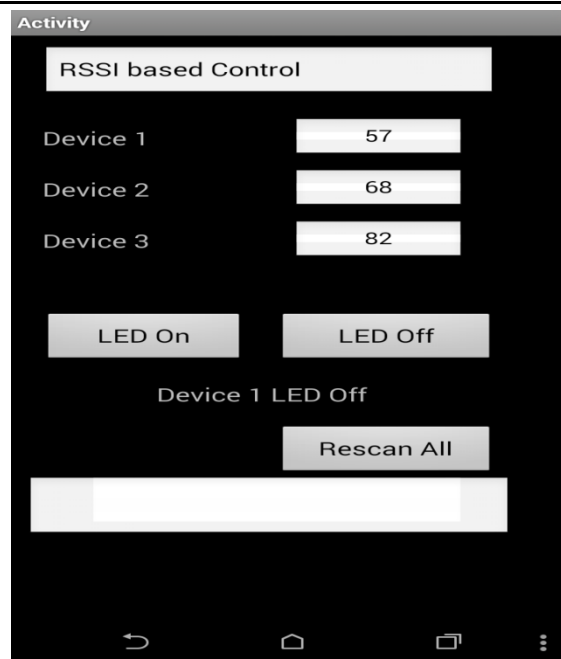 Activity
RSSI based Control
Device 1 57
Device 2 68
Device 3 82
LED On LED Off
Device 1 LED Off
Rescan All